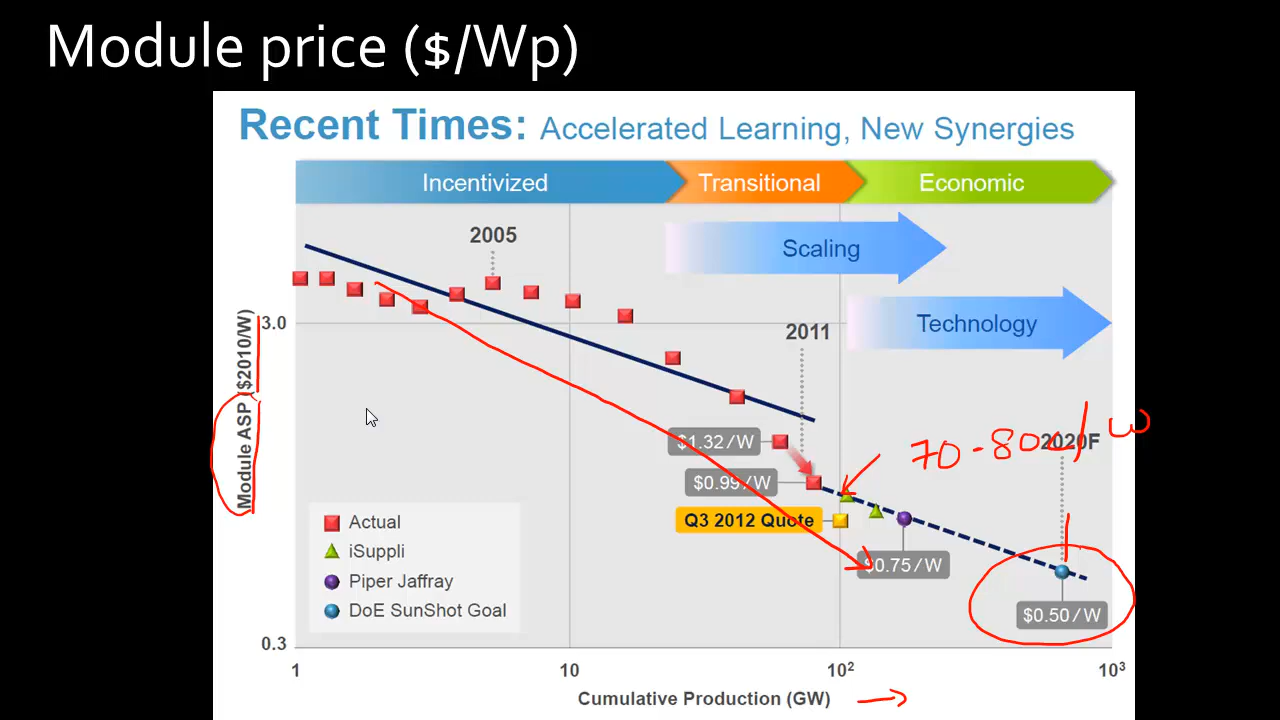 Module price ($/Wp)
Recent Times: Accelerated Learning, New Synergies
Incentivized
Transitional
Economic
2005
Scaling
Technology
2011
3.0
Module ASP ($2010/W)
$1.32/W
$0.99/W
Q3 2012 Quote
70-80¢/W
2020F
$0.75/W
$0.50/W
Actual
iSuppli
Piper Jaffray
DoE SunShot Goal
0.3
1
10
10²
10³
Cumulative Production (GW)